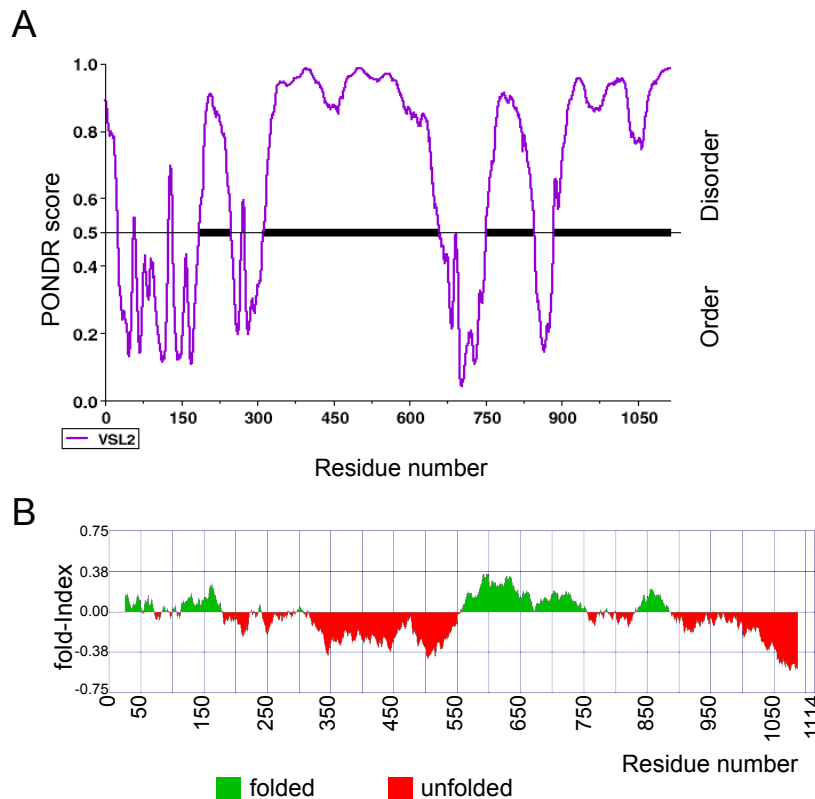 A
PONDR score
1.0
0.8
0.6
0.5
0.4
0.2
0.0
Disorder
Order
0 150 300 450 600 750 900 1050
VSL2
Residue number
B
fold-Index
0.75
0.38
0.00
-0.38
-0.75
0 50 150 250 350 450 550 650 750 850 950 1050 1114
Residue number
folded unfolded